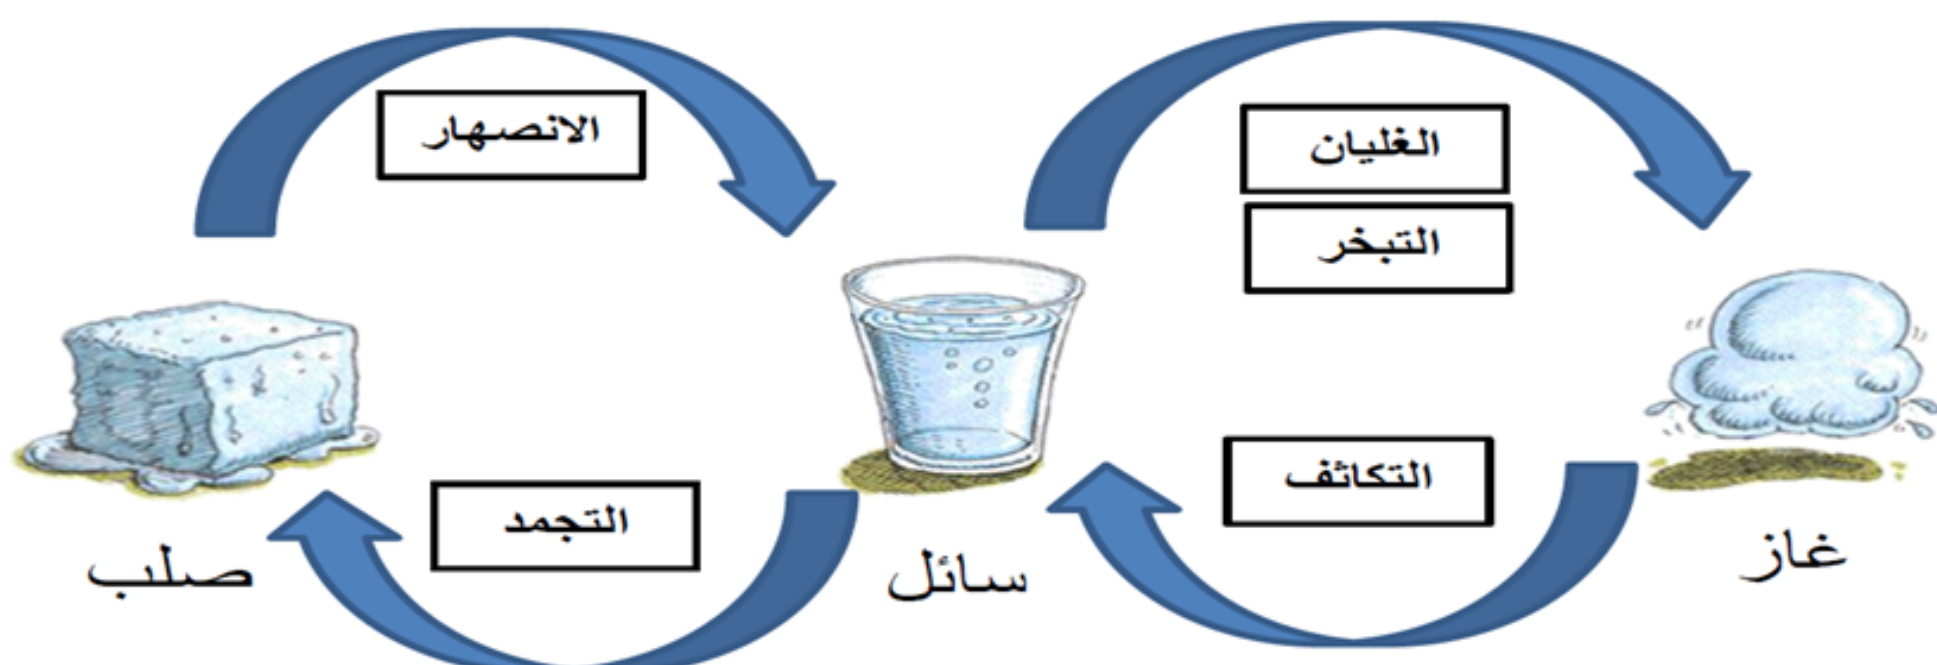 الانصهار
الغليان
التبخر
التكاثف
التجمد
صلب
سائل
غاز